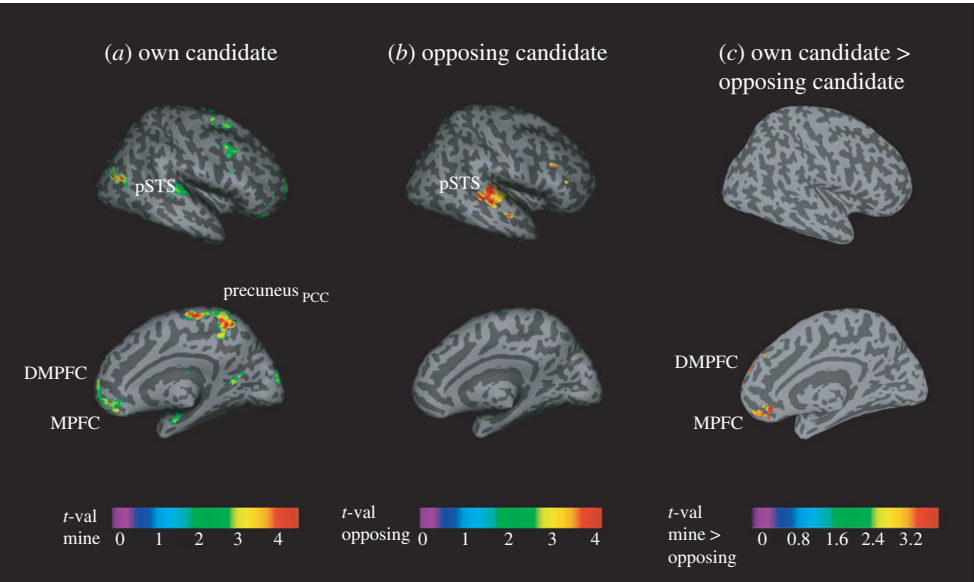 (a) own candidate
(b) opposing candidate
(c) own candidate >
opposing candidate
pSTS
pSTS
precuneus PCC
DMPFC
MPFC
DMPFC
MPFC
t-val
mine
0 1 2 3 4
t-val
opposing
0 1 2 3 4
t-val
mine >
opposing
0 0.8 1.6 2.4 3.2